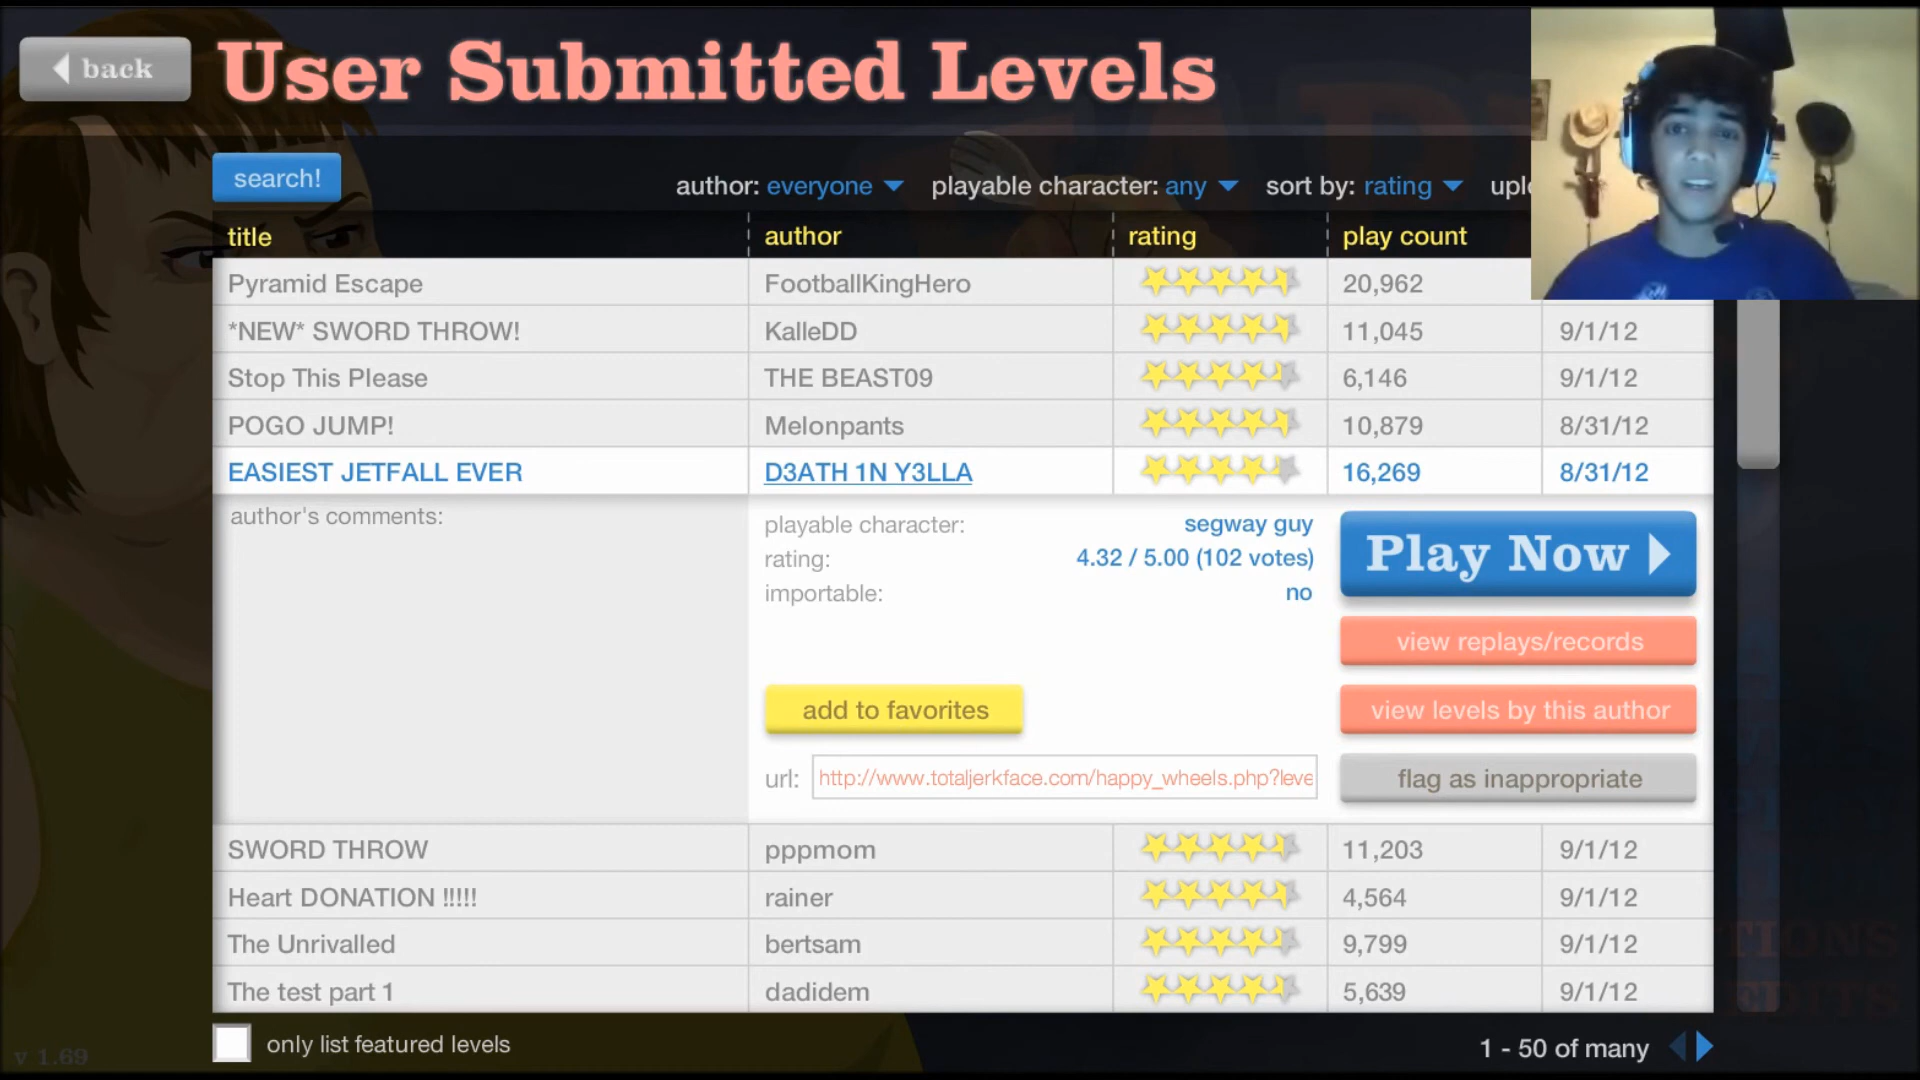 back
User Submitted Levels
search!
author: everyone playable character: any sort by: rating
title author rating play count
Pyramid Escape FootballKingHero 20,962
*NEW* SWORD THROW! KalleDD 11,045 9/1/12
Stop This Please THE BEAST09 6,146 9/1/12
POGO JUMP! Melonpants 10,879 8/31/12
EASIEST JETFALL EVER D3ATH 1N Y3LLA 16,269 8/31/12
author's comments:
playable character: segway guy
rating: 4.32 / 5.00 (102 votes)
importable: no
Play Now
view replays/records
add to favorites
view levels by this author
url: http://www.totaljerkface.com/happy_wheels.php?leve
flag as inappropriate
SWORD THROW pppmom 11,203 9/1/12
Heart DONATION !!!!! rainer 4,564 9/1/12
The Unrivalled bertsam 9,799 9/1/12
The test part 1 dadidem 5,639 9/1/12
only list featured levels
1 - 50 of many
v 1.69